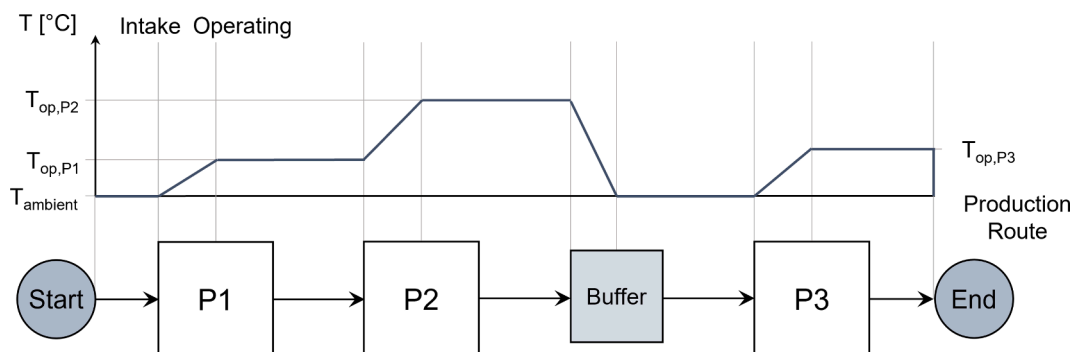 T [°C] Intake Operating
T_op,P2
T_op,P1
T_op,P3
T_ambient
Production
Route
Start
P1
P2
Buffer
P3
End